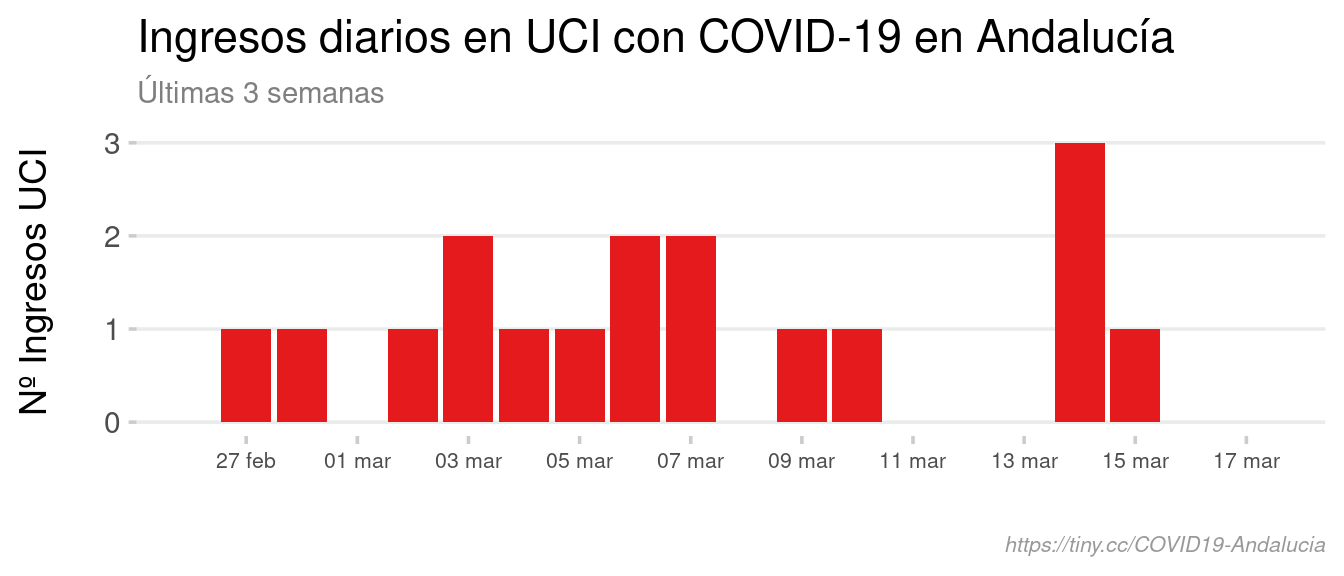 Ingresos diarios en UCI con COVID-19 en Andalucía
Últimas 3 semanas
Nº Ingresos UCI
3
2
1
0
27 feb 01 mar 03 mar 05 mar 07 mar 09 mar 11 mar 13 mar 15 mar 17 mar
https://tiny.cc/COVID19-Andalucia